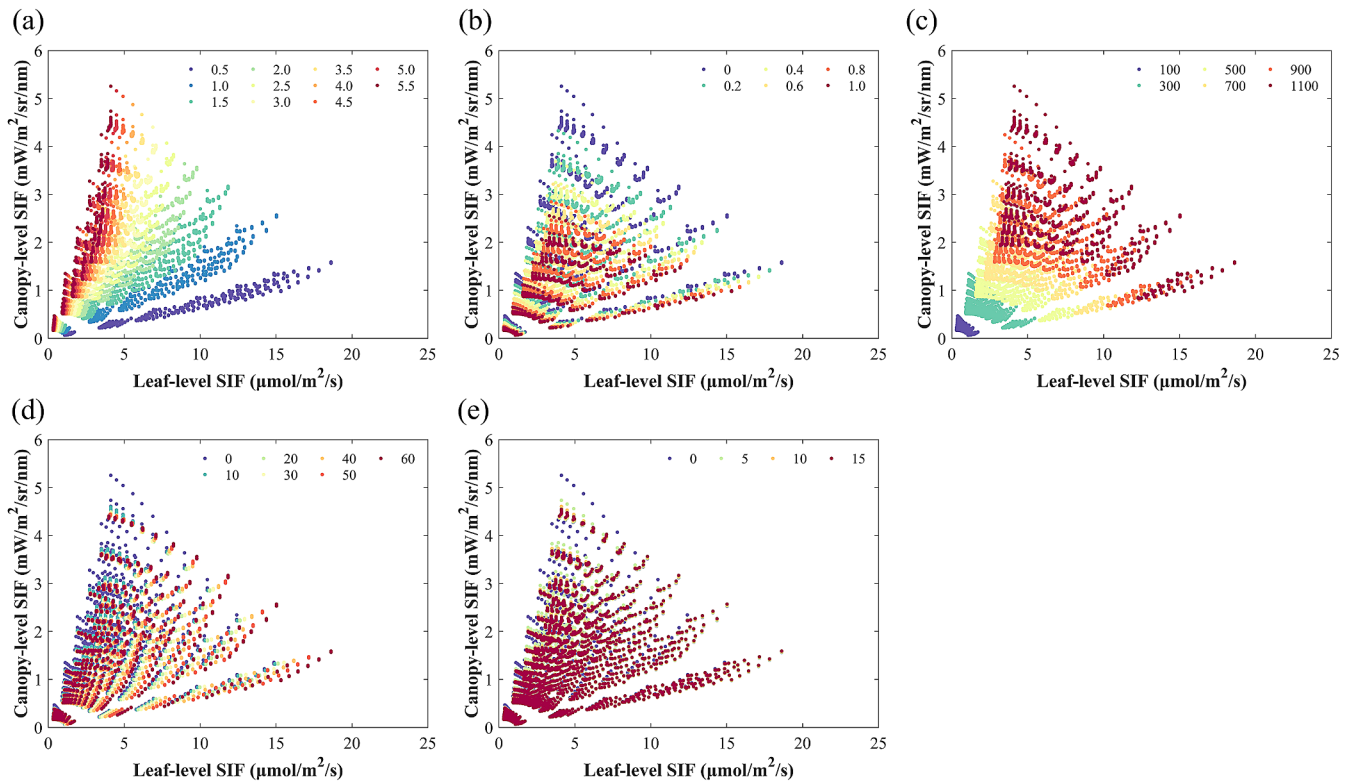 (a)
0.5 2.0 3.5 5.0
1.0 2.5 4.0 5.5
1.5 3.0 4.5
6
5
4
3
2
1
0
0 5 10 15 20 25
Canopy-level SIF (mW/m²/sr/nm)
Leaf-level SIF (μmol/m²/s)
(b)
0 0.4 0.8
0.2 0.6 1.0
6
5
4
3
2
1
0
0 5 10 15 20 25
Canopy-level SIF (mW/m²/sr/nm)
Leaf-level SIF (μmol/m²/s)
(c)
100 500 900
300 700 1100
6
5
4
3
2
1
0
0 5 10 15 20 25
Canopy-level SIF (mW/m²/sr/nm)
Leaf-level SIF (μmol/m²/s)
(d)
0 20 40 60
10 30 50
6
5
4
3
2
1
0
0 5 10 15 20 25
Canopy-level SIF (mW/m²/sr/nm)
Leaf-level SIF (μmol/m²/s)
(e)
0 5 10 15
6
5
4
3
2
1
0
0 5 10 15 20 25
Canopy-level SIF (mW/m²/sr/nm)
Leaf-level SIF (μmol/m²/s)